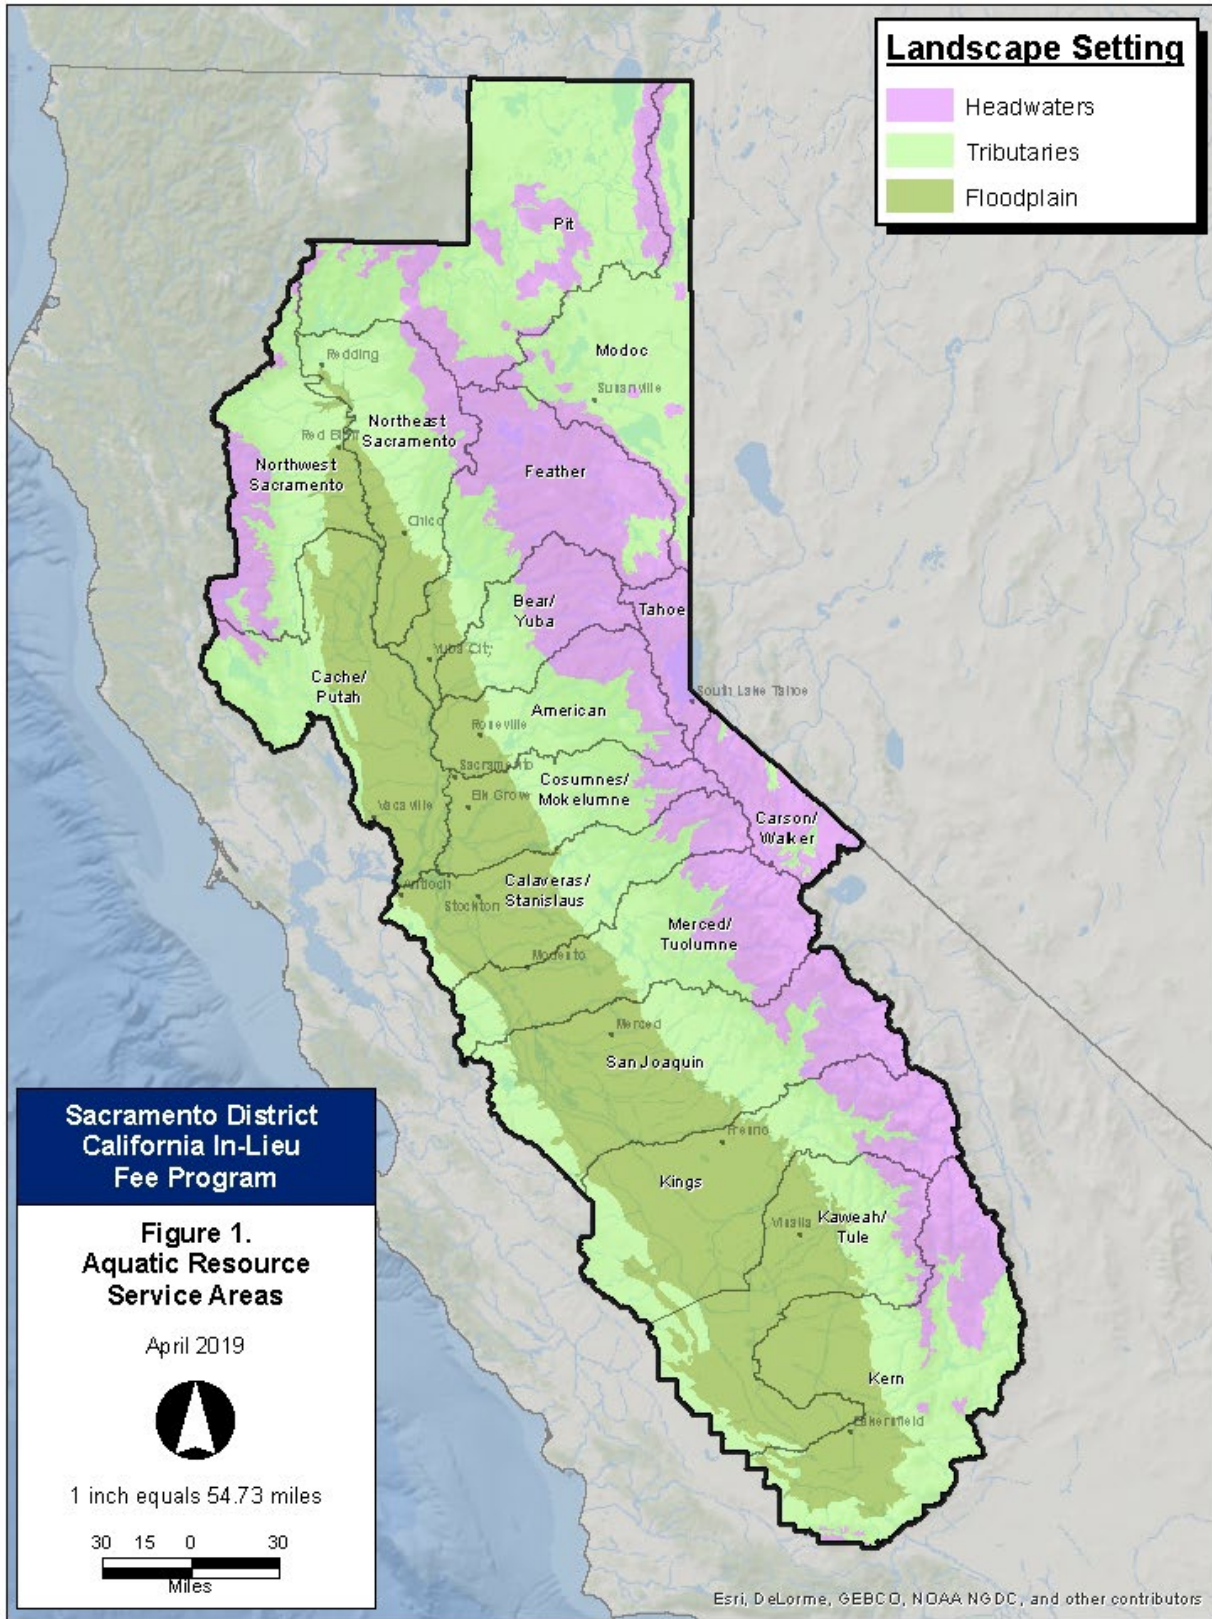 Landscape Setting
Headwaters
Tributaries
Floodplain
Pit
Modoc
Redding
Susanville
Northeast
Sacramento
Red Bluff
Northwest
Sacramento
Feather
Chico
Bear/
Yuba
Tahoe
Yuba City
Cache/
Putah
South Lake Tahoe
American
Roseville
Sacramento
Cosumnes/
Mokelumne
Elk Grove
Vacaville
Carson/
Walker
Antioch
Calaveras/
Stanislaus
Stockton
Merced/
Tuolumne
Modesto
Merced
San Joaquin
Fresno
Kings
Visalia
Kaweah/
Tule
Kern
Bakersfield
Sacramento District
California In-Lieu
Fee Program
Figure 1.
Aquatic Resource
Service Areas
April 2019
1 inch equals 54.73 miles
30 15 0 30
Miles
Esri, DeLorme, GEBCO, NOAA NGDC, and other contributors